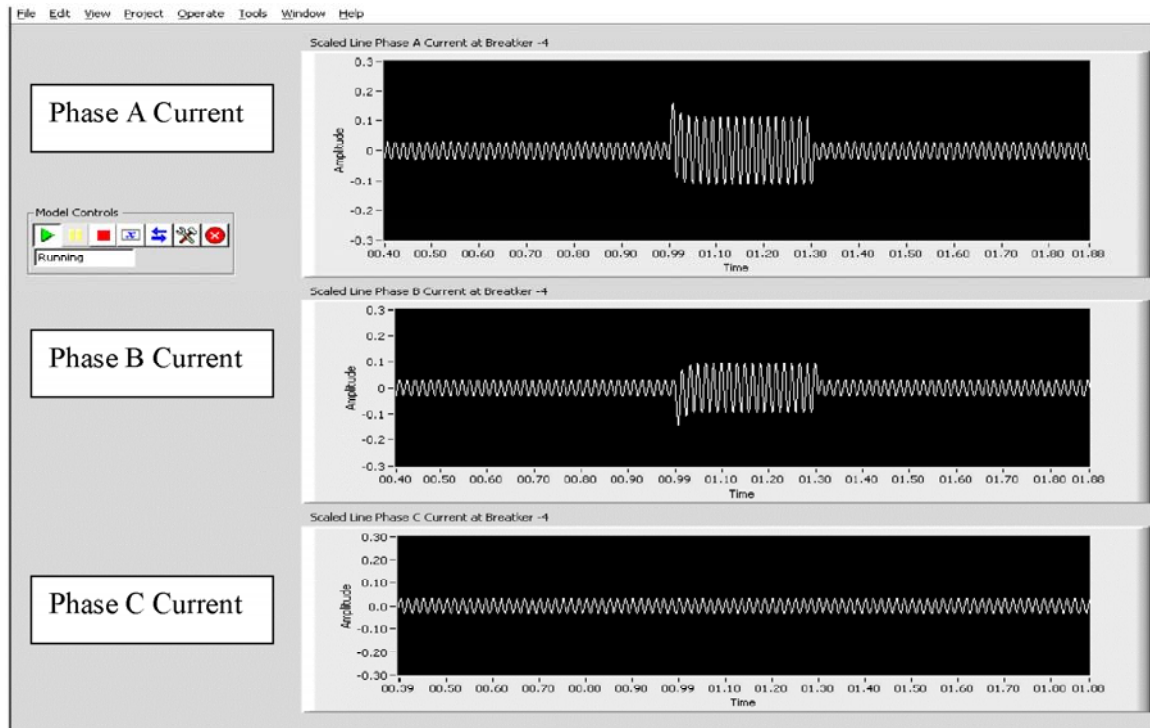 File Edit View Project Operate Tools Window Help
Scaled Line Phase A Current at Breatker -4
Phase A Current
Amplitude
0.3
0.2
0.1
0
-0.1
-0.2
-0.3
00.40 00.50 00.60 00.70 00.80 00.90 00.99 01.10 01.20 01.30 01.40 01.50 01.60 01.70 01.80 01.88
Time
Model Controls
Running
Scaled Line Phase B Current at Breatker -4
Phase B Current
Amplitude
0.3
0.2
0.1
0
-0.1
-0.2
-0.3
00.40 00.50 00.60 00.70 00.80 00.90 00.99 01.10 01.20 01.30 01.40 01.50 01.60 01.70 01.80 01.88
Time
Scaled Line Phase C Current at Breatker -4
Phase C Current
Amplitude
0.30
0.20
0.10
0.0
-0.10
-0.20
-0.30
00.39 00.50 00.60 00.70 00.80 00.90 00.99 01.10 01.20 01.30 01.40 01.50 01.60 01.70 01.80
Time